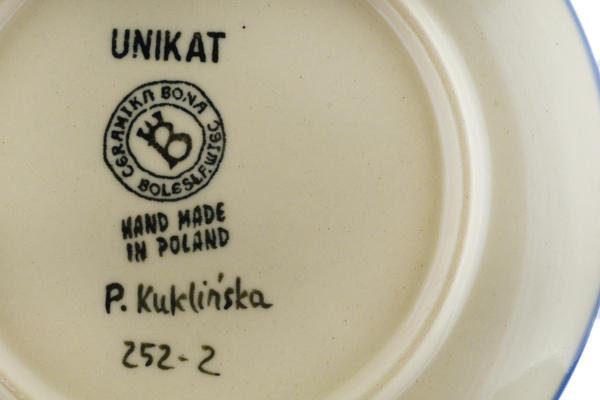 UNIKAT
CERAMIKA BONA
B
BOLESŁAWIEC
HAND MADE
IN POLAND
P. Kuklińska
252-2